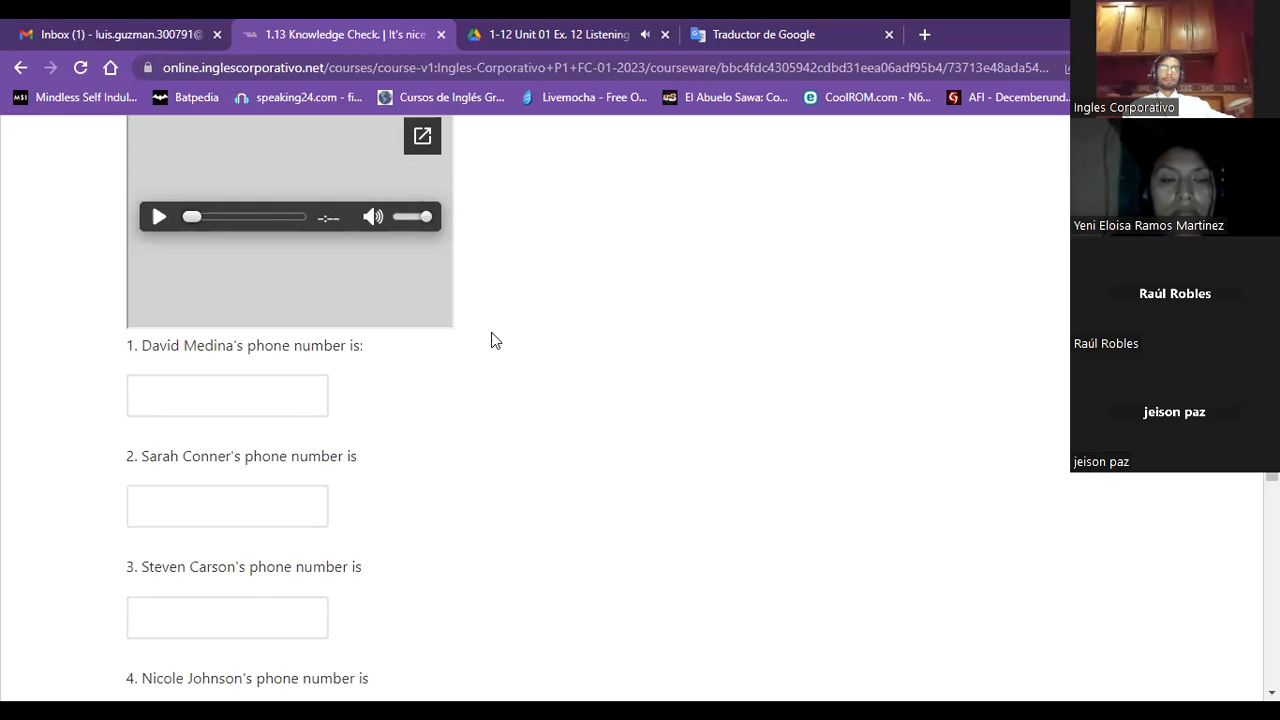 Inbox (1) - luis.guzman.300791@
1.13 Knowledge Check. | It's nice
1-12 Unit 01 Ex. 12 Listening
Traductor de Google
online.inglescorporativo.net/courses/course-v1:Ingles-Corporativo+P1+FC-01-2023/courseware/bbc4fdc4305942cdbd31eea06adf95b4/73713e48ada54...
Mindless Self Indul...
Batpedia
speaking24.com - fi...
Cursos de Inglés Gr...
Livemocha - Free O...
El Abuelo Sawa: Co...
CoolROM.com - N6...
AFI - Decemberund...
Ingles Corporativo
Yeni Eloisa Ramos Martinez
Raúl Robles
Raúl Robles
jeison paz
jeison paz
-:--
1. David Medina's phone number is:
2. Sarah Conner's phone number is
3. Steven Carson's phone number is
4. Nicole Johnson's phone number is